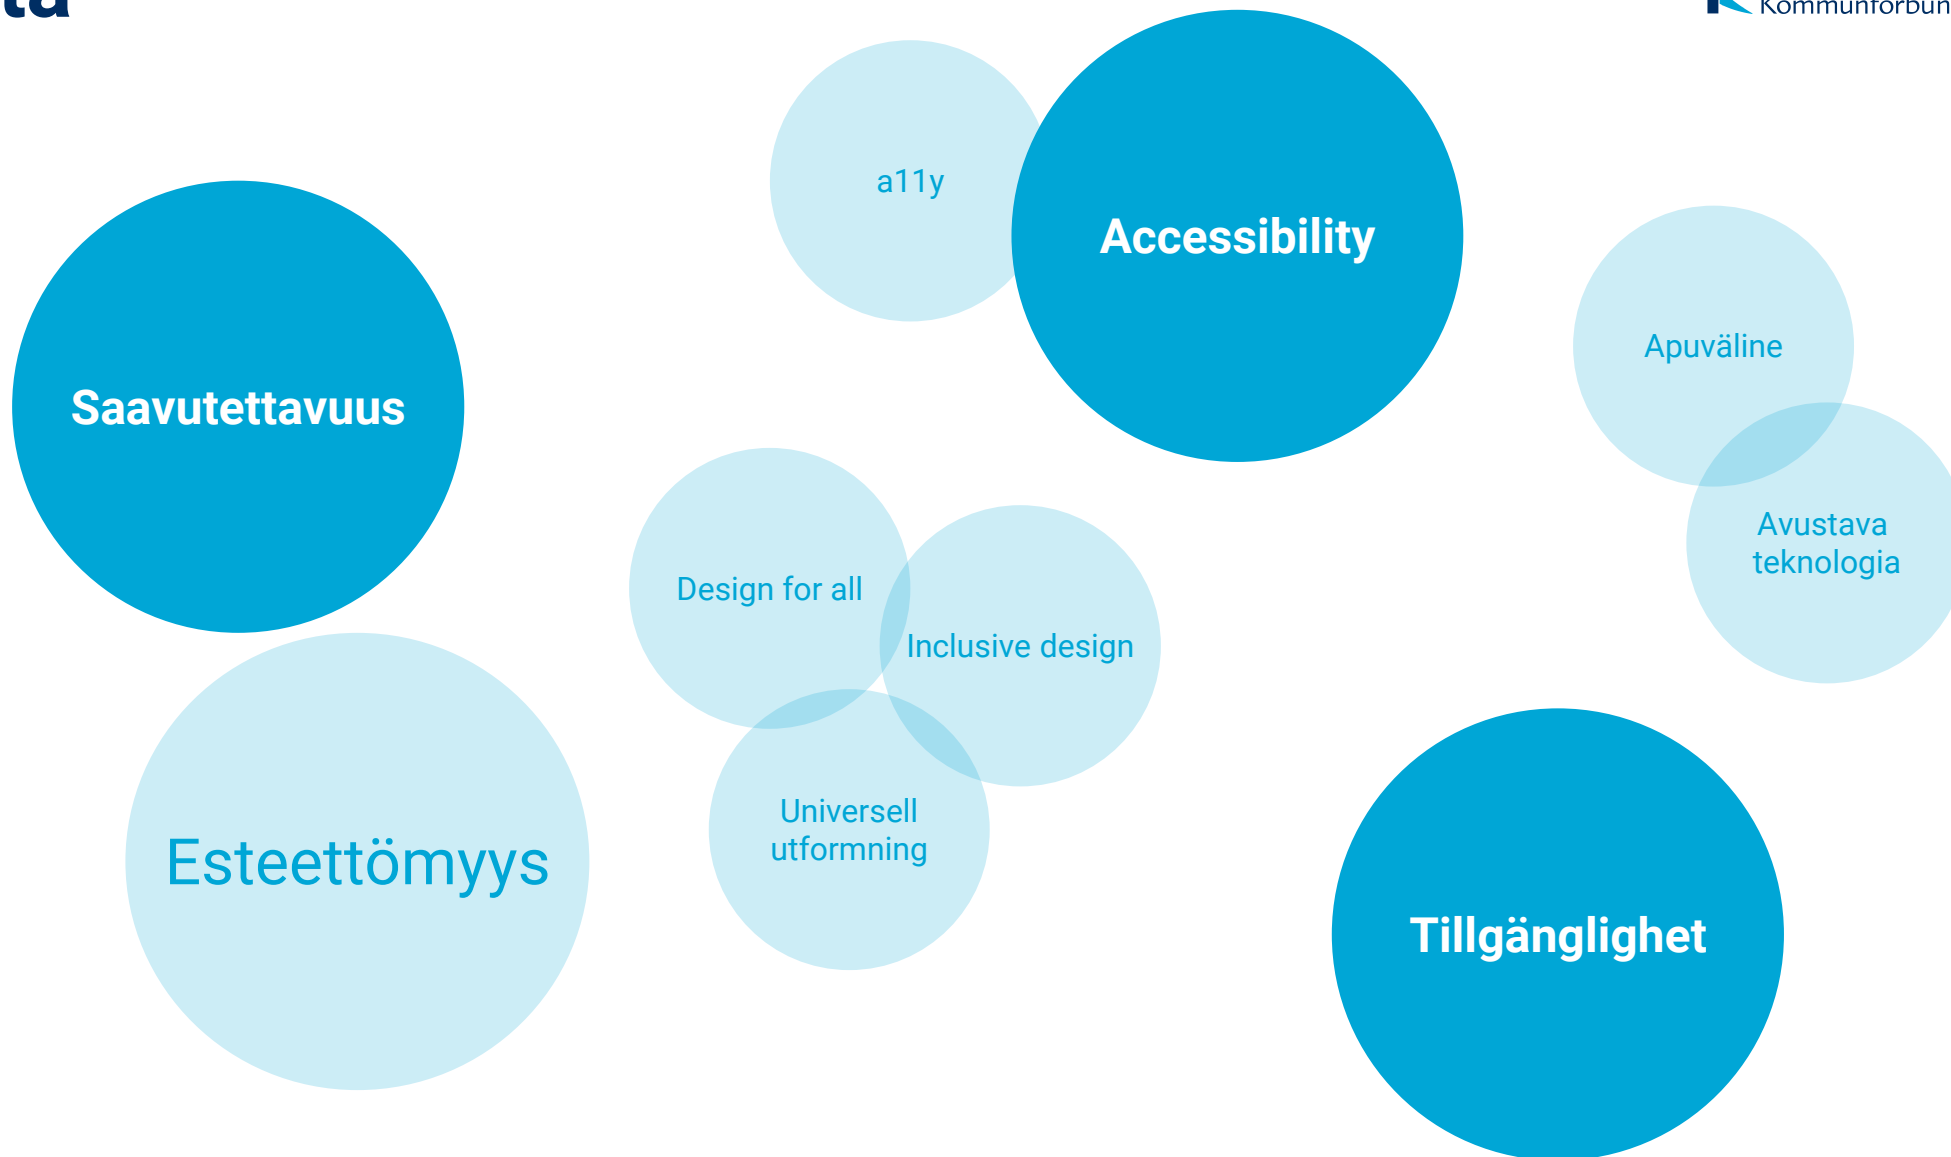 a11y
Accessibility
Saavutettavuus
Apuväline
Avustava
teknologia
Design for all
Inclusive design
Universell
utformning
Esteettömyys
Tillgänglighet